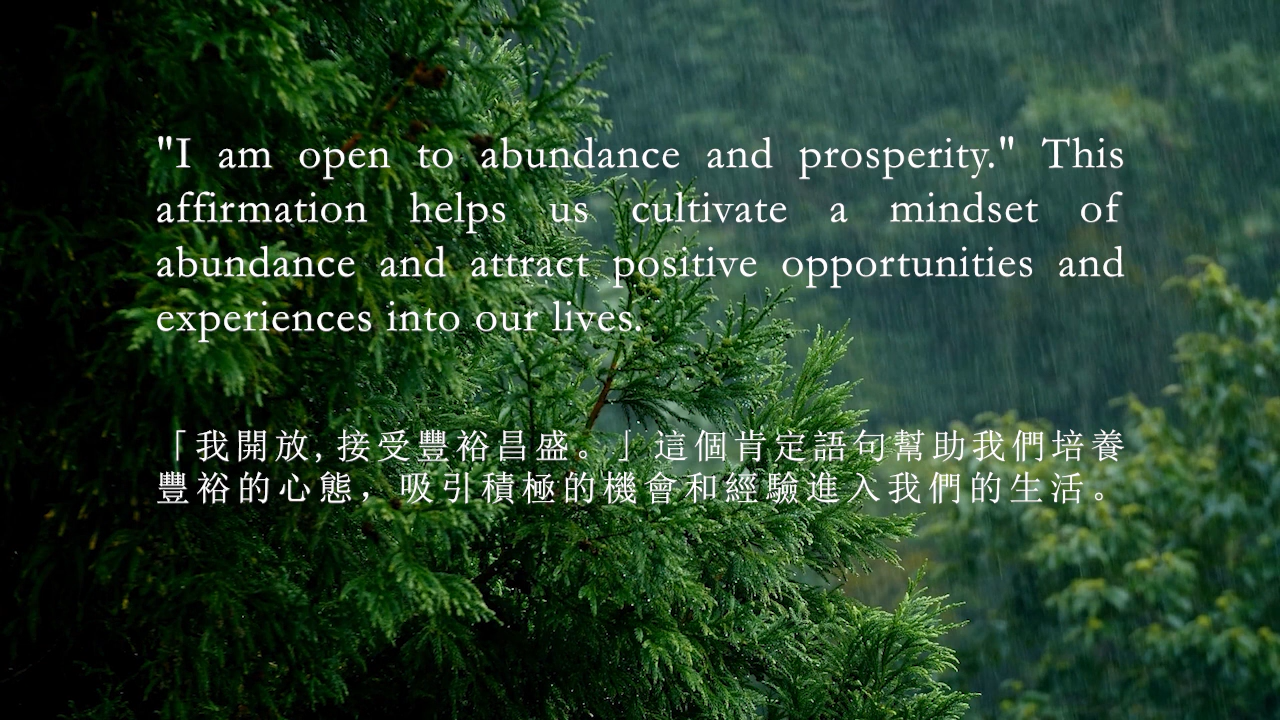 "I am open to abundance and prosperity." This
affirmation helps us cultivate a mindset of
abundance and attract positive opportunities and
experiences into our lives.
「我開放, 接受豐裕昌盛。」這個肯定語句幫助我們培養
豐裕的心態，吸引積極的機會和經驗進入我們的生活。